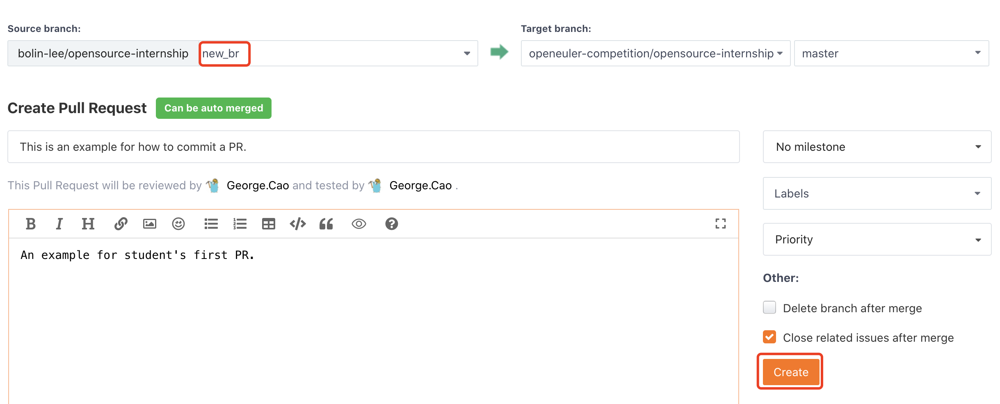 Source branch:
Target branch:
bolin-lee/opensource-internship new_br
openeuler-competition/opensource-internship
master
Create Pull Request
Can be auto merged
This is an example for how to commit a PR.
No milestone
This Pull Request will be reviewed by George.Cao and tested by George.Cao .
Labels
B I H
An example for student's first PR.
Priority
Other:
Delete branch after merge
Close related issues after merge
Create